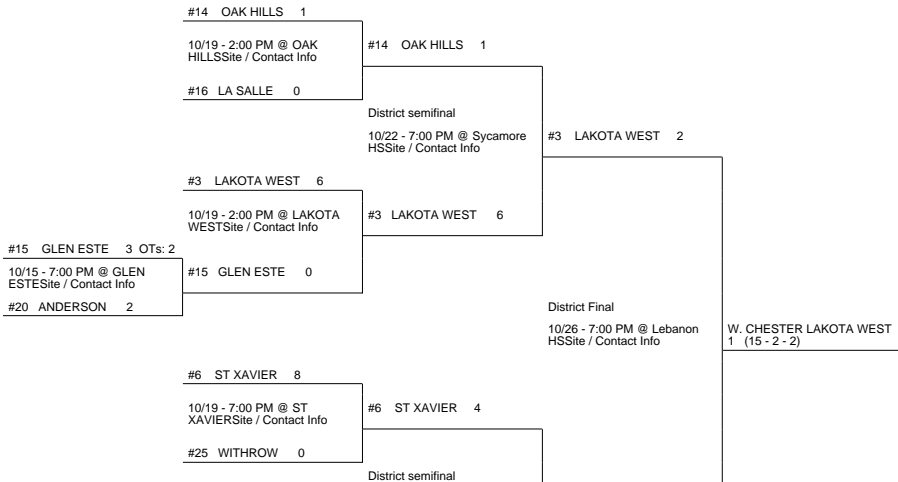 #14 OAK HILLS 1
10/19 - 2:00 PM @ OAK
HILLSSite / Contact Info
#14 OAK HILLS 1
#16 LA SALLE 0
District semifinal
10/22 - 7:00 PM @ Sycamore
HSSite / Contact Info
#3 LAKOTA WEST 2
#3 LAKOTA WEST 6
10/19 - 2:00 PM @ LAKOTA
WESTSite / Contact Info
#3 LAKOTA WEST 6
#15 GLEN ESTE 3 OTs: 2
10/15 - 7:00 PM @ GLEN
ESTESite / Contact Info
#15 GLEN ESTE 0
#20 ANDERSON 2
District Final
10/26 - 7:00 PM @ Lebanon
HSSite / Contact Info
W. CHESTER LAKOTA WEST
1 (15 - 2 - 2)
#6 ST XAVIER 8
10/19 - 7:00 PM @ ST
XAVIERSite / Contact Info
#6 ST XAVIER 4
#25 WITHROW 0
District semifinal